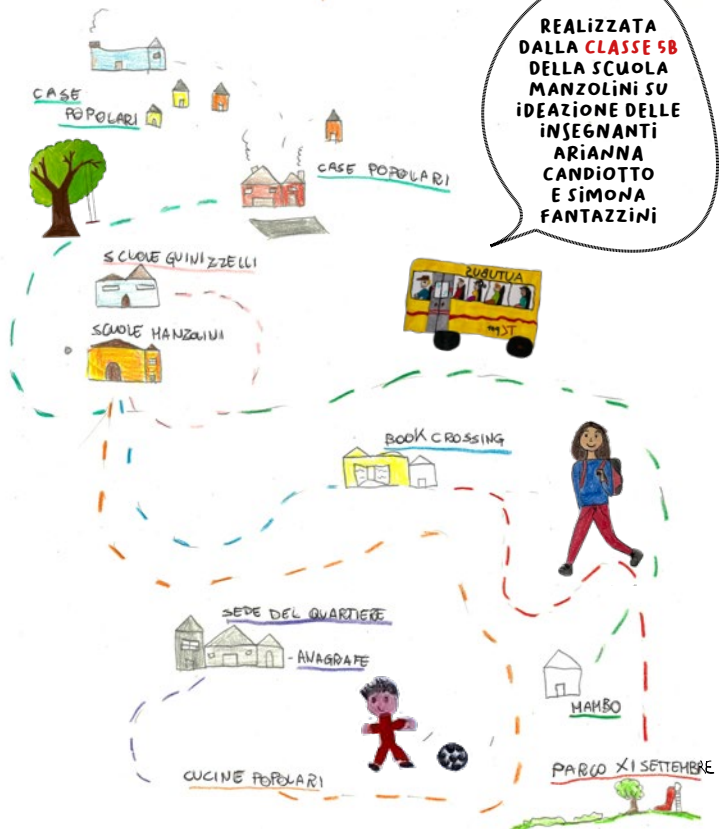 REALIZZATA
DALLA CLASSE 5B
DELLA SCUOLA
MANZOLINI SU
IDEAZIONE DELLE
INSEGNANTI
ARIANNA
CANDIOTTO
E SIMONA
FANTAZZINI
CASE
POPOLARI
CASE POPOLARI
SCUOLE GUINIZZELLI
SCUOLE MANZOLINI
AUTUBUS
BOOK CROSSING
SEDE DEL QUARTIERE
- ANAGRAFE
MAMBO
CUCINE POPOLARI
PARCO XI SETTEMBRE